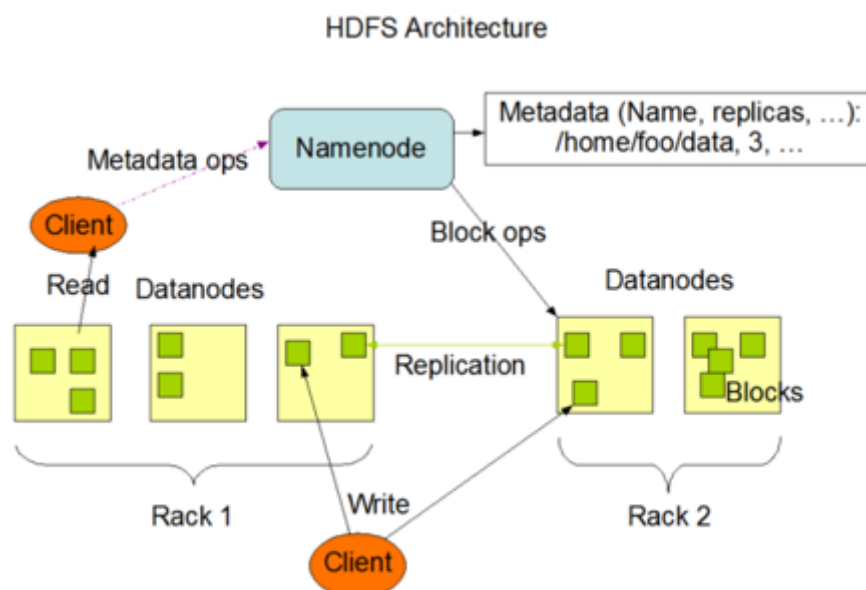 HDFS Architecture
Metadata (Name, replicas, ...):
/home/foo/data, 3, ...
Namenode
Metadata ops
Client
Block ops
Read
Datanodes
Datanodes
Replication
Blocks
Rack 1
Write
Rack 2
Client